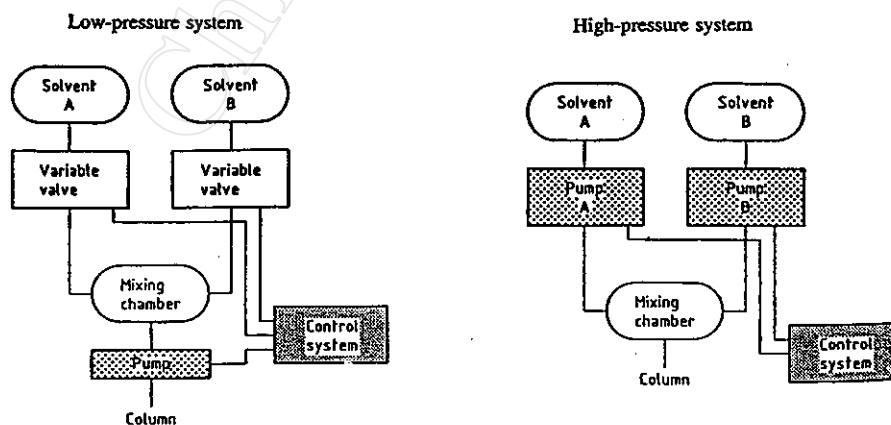 Low-pressure system
Solvent
A
Solvent
B
Variable
valve
Variable
valve
Mixing
chamber
Control
system
Pump
Column
High-pressure system
Solvent
A
Solvent
B
Pump
A
Pump
B
Mixing
chamber
Control
system
Column